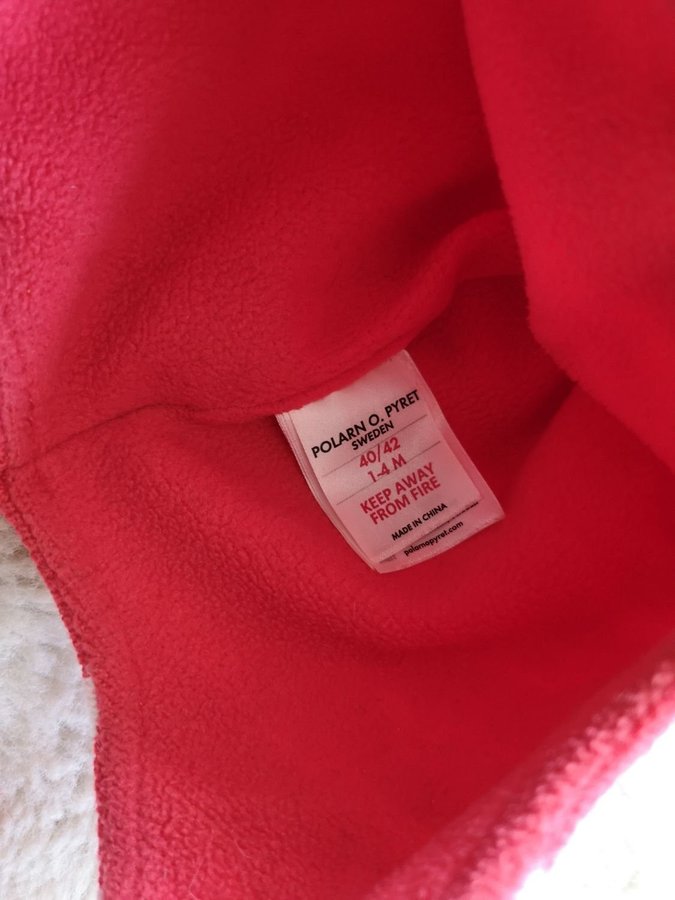 POLARN O. PYRET
SWEDEN
40/42
1-4 M
KEEP AWAY
FROM FIRE
MADE IN CHINA
polarnopyret.com